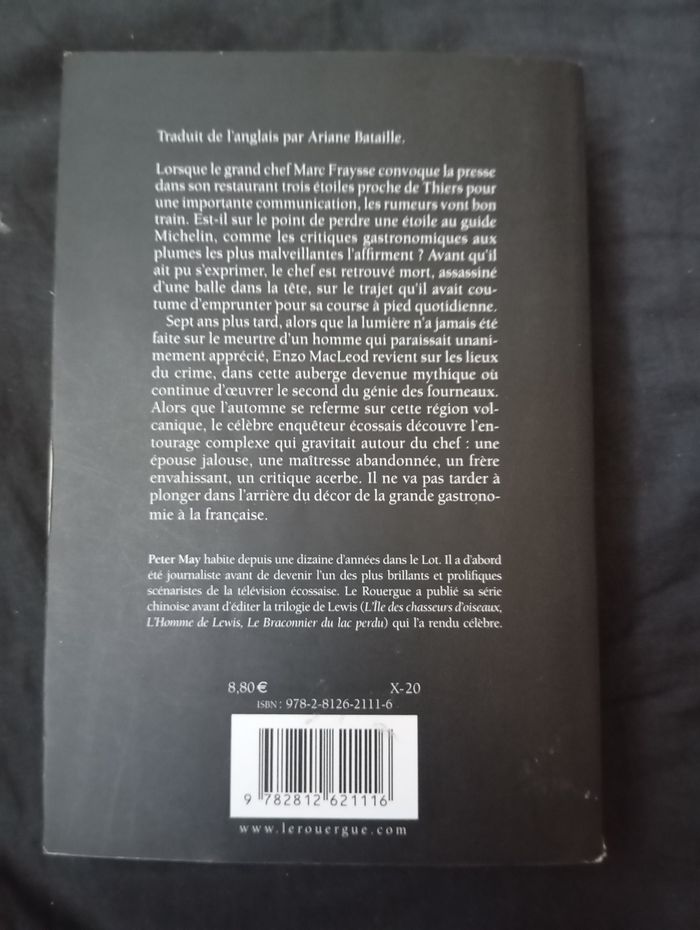 Traduit de l'anglais par Ariane Bataille.
Lorsque le grand chef Marc Fraysse convoque la presse
dans son restaurant trois étoiles proche de Thiers pour
une importante communication, les rumeurs vont bon
train. Est-il sur le point de perdre une étoile au guide
Michelin, comme les critiques gastronomiques aux
plumes les plus malveillantes l'affirment ? Avant qu'il
ait pu s'exprimer, le chef est retrouvé mort, assassiné
d'une balle dans la tête, sur le trajet qu'il avait cou-
tume d'emprunter pour sa course à pied quotidienne.
Sept ans plus tard, alors que la lumière n'a jamais été
faite sur le meurtre d'un homme qui paraissait unani-
mement apprécié, Enzo MacLeod revient sur les lieux
du crime, dans cette auberge devenue mythique où
continue d'œuvrer le second du génie des fourneaux.
Alors que l'automne se referme sur cette région vol-
canique, le célèbre enquêteur écossais découvre l'en-
tourage complexe qui gravitait autour du chef : une
épouse jalouse, une maîtresse abandonnée, un frère
envahissant, un critique acerbe. Il ne va pas tarder à
plonger dans l'arrière du décor de la grande gastrono-
mie à la française.
Peter May habite depuis une dizaine d'années dans le Lot. Il a d'abord
été journaliste avant de devenir l'un des plus brillants et prolifiques
scénaristes de la télévision écossaise. Le Rouergue a publié sa série
chinoise avant d'éditer la trilogie de Lewis (L'Île des chasseurs d'oiseaux,
L'Homme de Lewis, Le Braconnier du lac perdu) qui l'a rendu célèbre.
8,80 € X-20
ISBN : 978-2-8126-2111-6
9 782812 621116
www.lerouergue.com